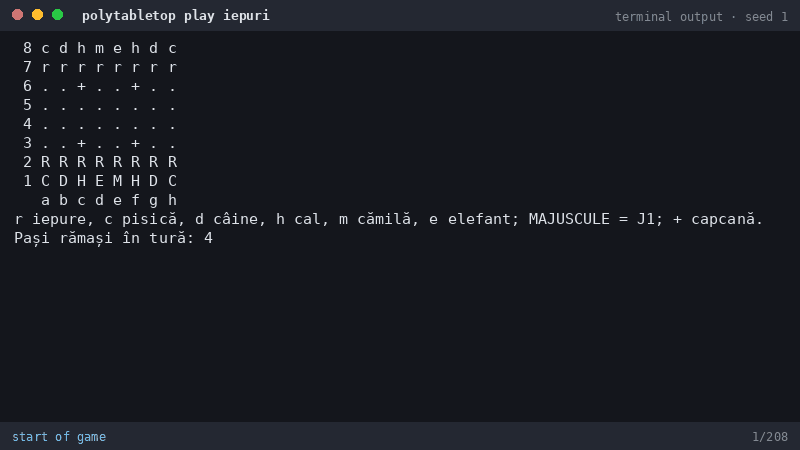 polytabletop play iepuri
terminal output · seed 1
8 c d h m e h d c
7 r r r r r r r r
6 . . + . . + . .
5 . . . . . . . .
4 . . . . . . . .
3 . . + . . + . .
2 R R R R R R R R
1 C D H E M H D C
a b c d e f g h
r iepure, c pisică, d câine, h cal, m cămilă, e elefant; MAJUSCULE = J1; + capcană.
Pași rămași în tură: 4
start of game
1/208